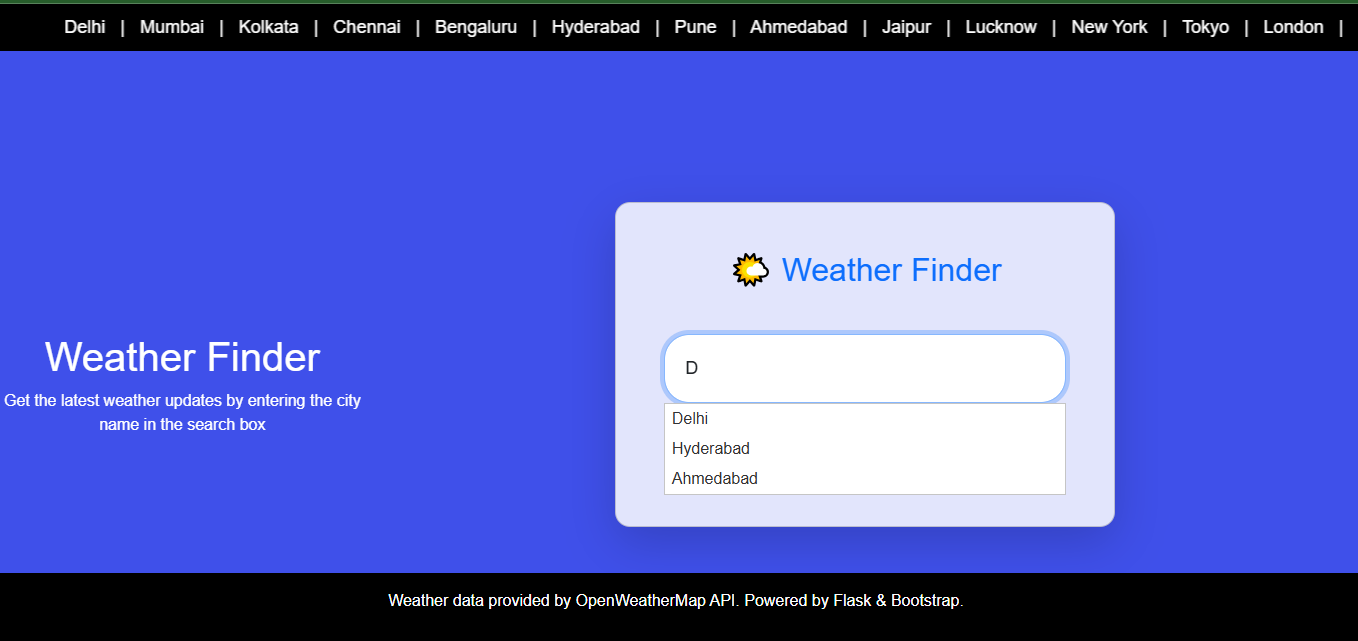 Delhi | Mumbai | Kolkata | Chennai | Bengaluru | Hyderabad | Pune | Ahmedabad | Jaipur | Lucknow | New York | Tokyo | London |
Weather Finder
Get the latest weather updates by entering the city
name in the search box
Weather Finder
D
Delhi
Hyderabad
Ahmedabad
Weather data provided by OpenWeatherMap API. Powered by Flask & Bootstrap.